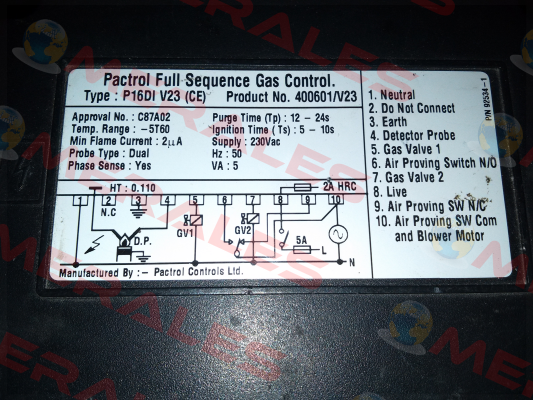 Pactrol Full Sequence Gas Control.
Type : P16DI V23 (CE) Product No. 400601/V23
Approval No. : C87A02
Temp. Range : -5T60
Min Flame Current : 2µA
Probe Type : Dual
Phase Sense : Yes
Purge Time (Tp) : 12 - 24s
Ignition Time ( Ts) : 5 - 10s
Supply : 230Vac
Hz : 50
VA : 5
HT : 0.110
2A HRC
1 2 3 4 5 6 7 8 9 10
N.C
D.P.
GV1
GV2
5A
L
N
Manufactured By :- Pactrol Controls Ltd.
1. Neutral
2. Do Not Connect
3. Earth
4. Detector Probe
5. Gas Valve 1
6. Air Proving Switch N/O
7. Gas Valve 2
8. Live
9. Air Proving SW N/C
10. Air Proving SW Com
and Blower Motor
P/N 92534-1
MERALES
MERALES
MERALES